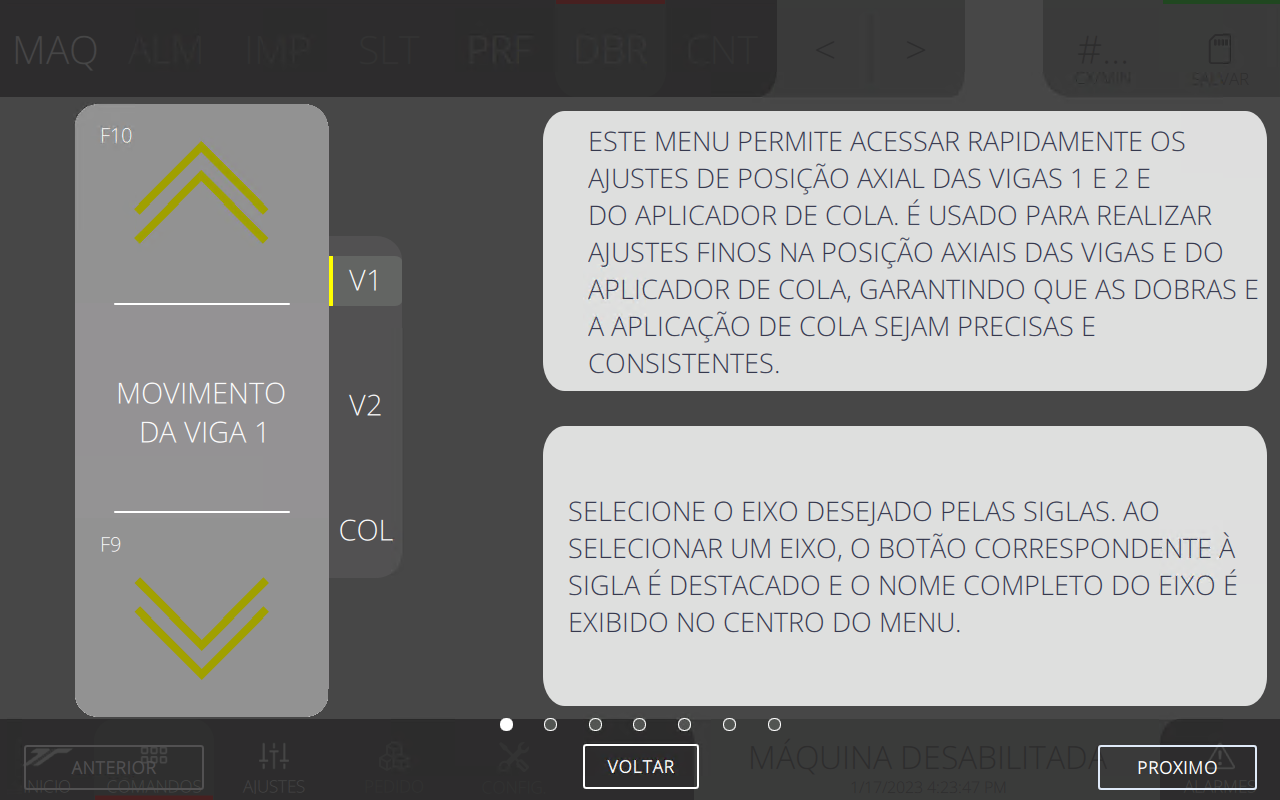 MAQ ALM IMP SLT PRF DBR CNT < > #...
CX/MIN SALVAR
F10
V1
V2
COL
MOVIMENTO
DA VIGA 1
F9
ESTE MENU PERMITE ACESSAR RAPIDAMENTE OS
AJUSTES DE POSIÇÃO AXIAL DAS VIGAS 1 E 2 E
DO APLICADOR DE COLA. É USADO PARA REALIZAR
AJUSTES FINOS NA POSIÇÃO AXIAIS DAS VIGAS E DO
APLICADOR DE COLA, GARANTINDO QUE AS DOBRAS E
A APLICAÇÃO DE COLA SEJAM PRECISAS E
CONSISTENTES.
SELECIONE O EIXO DESEJADO PELAS SIGLAS. AO
SELECIONAR UM EIXO, O BOTÃO CORRESPONDENTE À
SIGLA É DESTACADO E O NOME COMPLETO DO EIXO É
EXIBIDO NO CENTRO DO MENU.
ANTERIOR
VOLTAR
PROXIMO
MÁQUINA DESABILITADA
INICIO COMANDOS AJUSTES PEDIDO CONFIG 1/17/2023 4:23:47 PM ALARMES